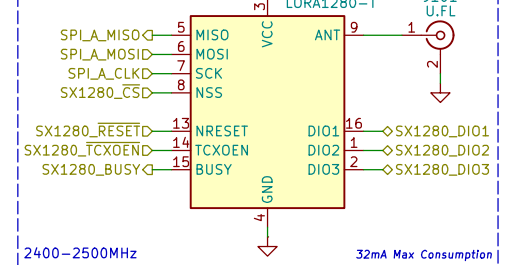 LORA1280-T
U.FL
3
VCC
SPI_A_MISO 5 MISO ANT 9 1
SPI_A_MOSI 6 MOSI
SPI_A_CLK 7 SCK 2
SX1280_CS 8 NSS
SX1280_RESET 13 NRESET DIO1 16 SX1280_DIO1
SX1280_TCXOEN 14 TCXOEN DIO2 1 SX1280_DIO2
SX1280_BUSY 15 BUSY DIO3 2 SX1280_DIO3
GND
4
2400-2500MHz
32mA Max Consumption